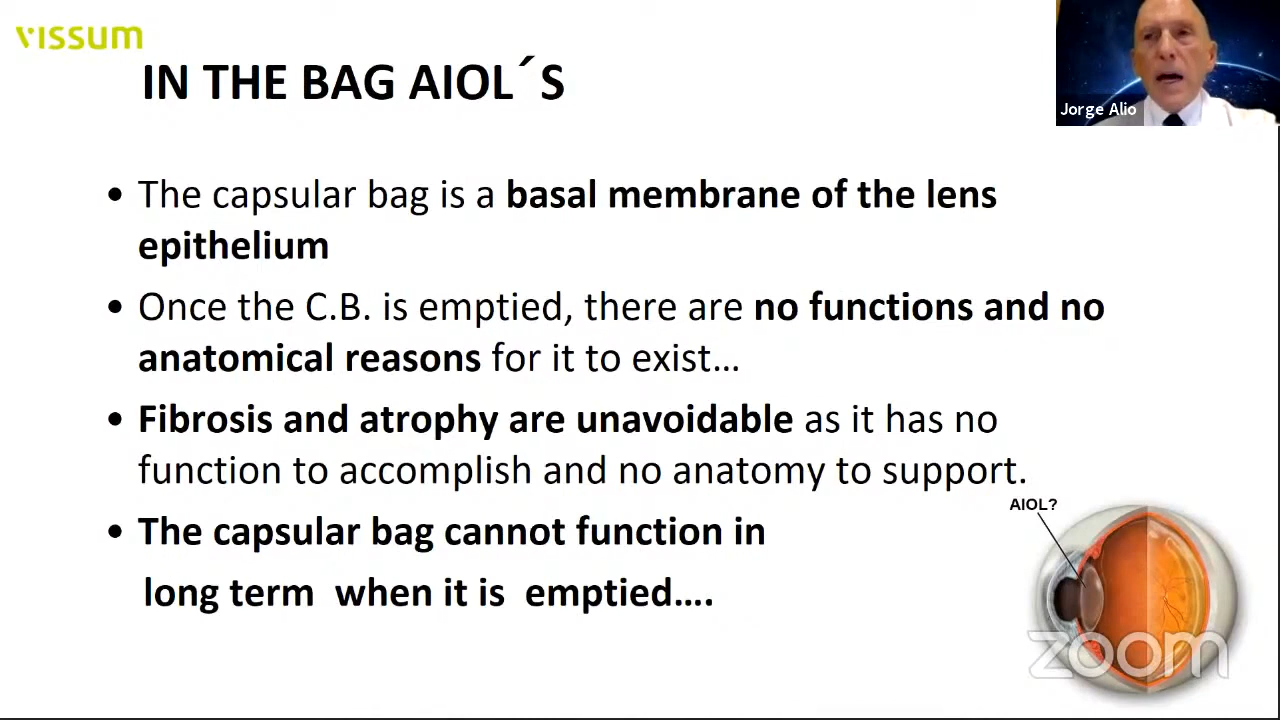 vissum
IN THE BAG AIOL´S
Jorge Alio
• The capsular bag is a basal membrane of the lens
epithelium
• Once the C.B. is emptied, there are no functions and no
anatomical reasons for it to exist…
• Fibrosis and atrophy are unavoidable as it has no
function to accomplish and no anatomy to support.
AIOL?
• The capsular bag cannot function in
long term when it is emptied….
zoom